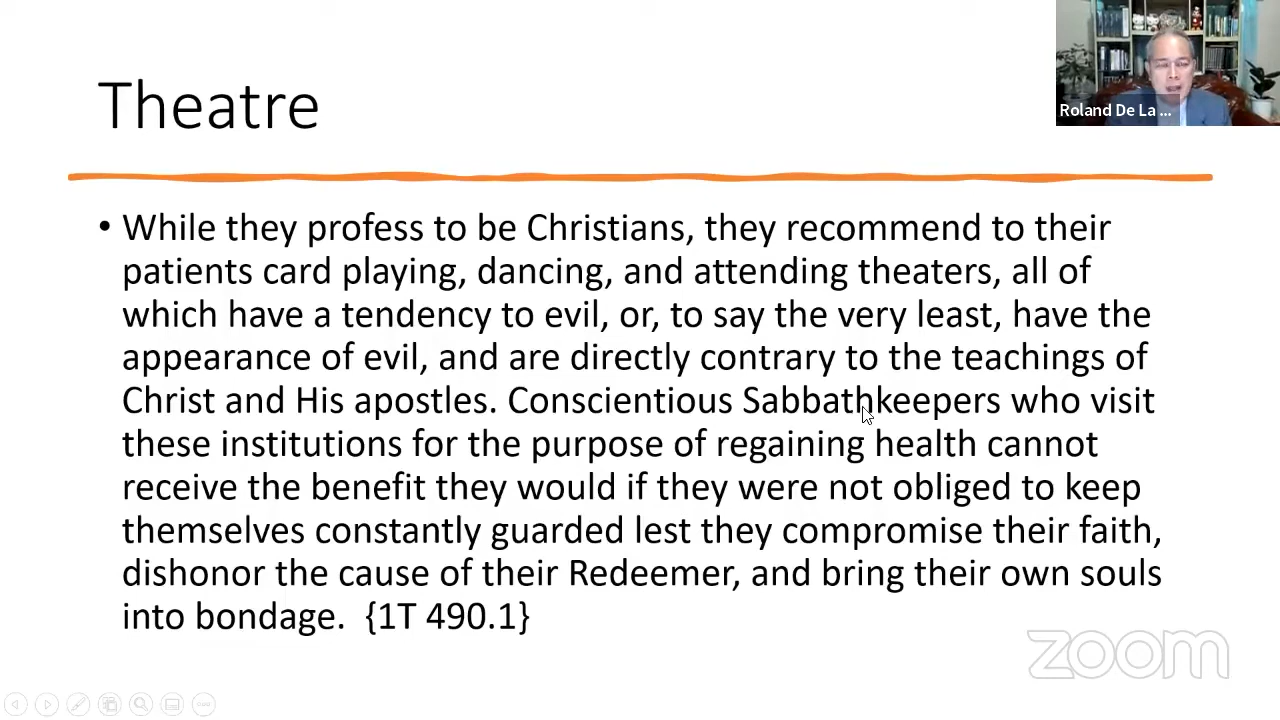 Theatre
Roland De La ...
• While they profess to be Christians, they recommend to their
patients card playing, dancing, and attending theaters, all of
which have a tendency to evil, or, to say the very least, have the
appearance of evil, and are directly contrary to the teachings of
Christ and His apostles. Conscientious Sabbathkeepers who visit
these institutions for the purpose of regaining health cannot
receive the benefit they would if they were not obliged to keep
themselves constantly guarded lest they compromise their faith,
dishonor the cause of their Redeemer, and bring their own souls
into bondage.  {1T 490.1}
zoom